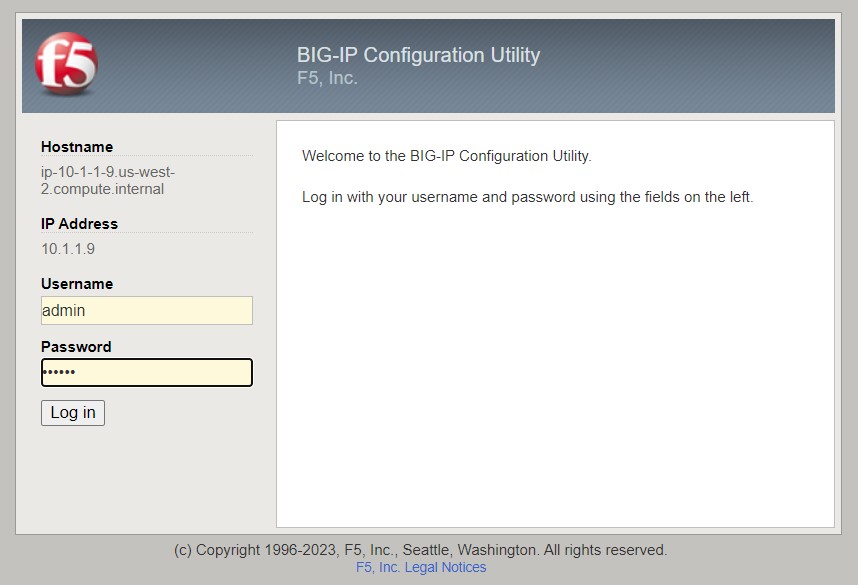 f5
BIG-IP Configuration Utility
F5, Inc.
Hostname
ip-10-1-1-9.us-west-
2.compute.internal
IP Address
10.1.1.9
Username
admin
Password
••••••
Log in
Welcome to the BIG-IP Configuration Utility.
Log in with your username and password using the fields on the left.
(c) Copyright 1996-2023, F5, Inc., Seattle, Washington. All rights reserved.
F5, Inc. Legal Notices